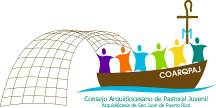 COARQPAJ
Consejo Arquidiocesano de Pastoral Juvenil
Arquidiócesis de San Juan de Puerto Rico